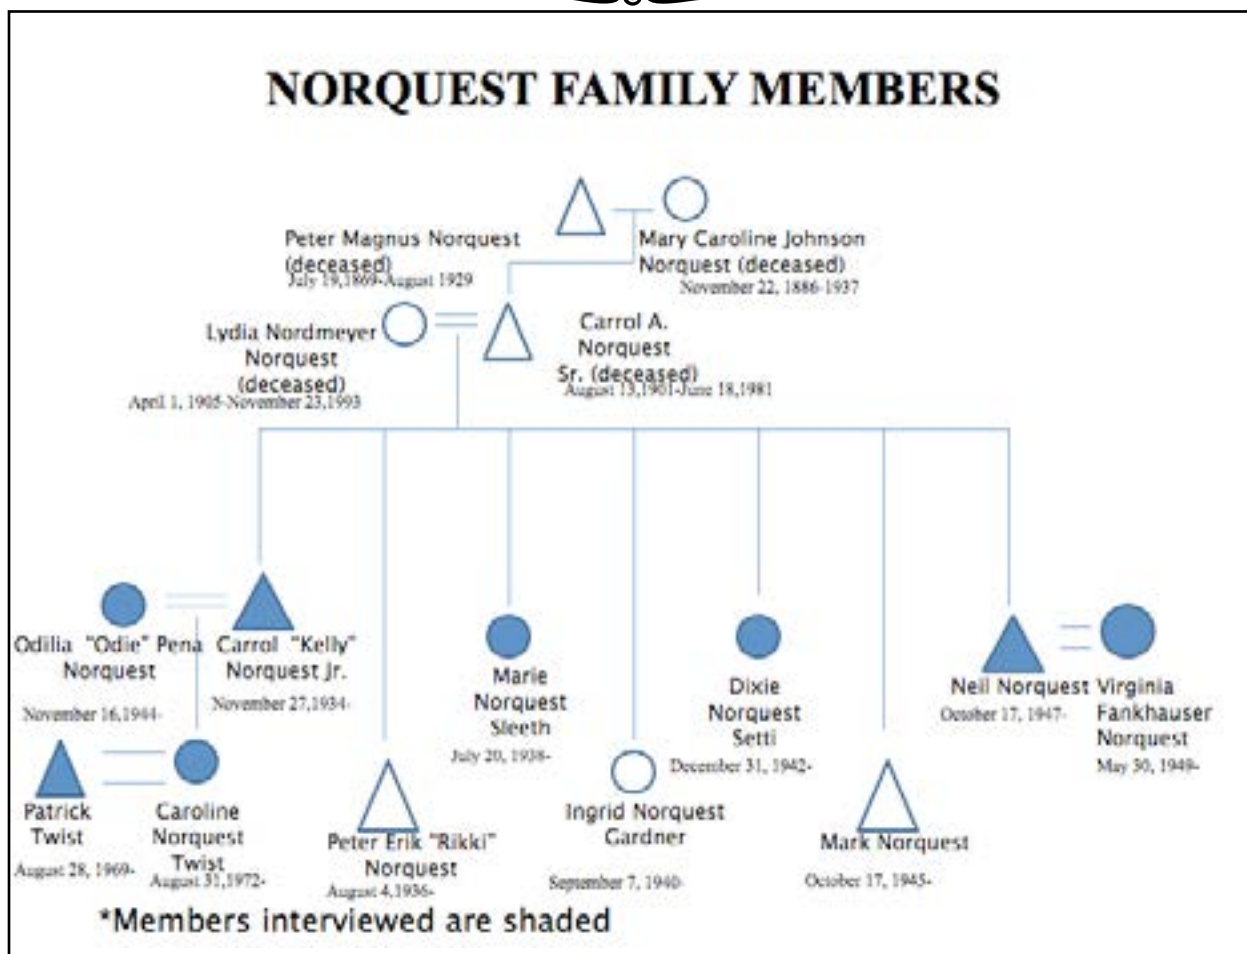 NORQUEST FAMILY MEMBERS
Peter Magnus Norquest
(deceased)
July 19,1869-August 1929
Mary Caroline Johnson
Norquest (deceased)
November 22, 1886-1937
Lydia Nordmeyer
Norquest
(deceased)
April 1, 1905-November 23,1993
Carrol A.
Norquest
Sr. (deceased)
August 13,1901-June 18,1981
Odilia "Odie" Pena
Norquest
November 16,1944-
Carrol "Kelly"
Norquest Jr.
November 27,1934-
Marie
Norquest
Sleeth
July 20, 1938-
Dixie
Norquest
Setti
December 31, 1942-
Neil Norquest
October 17, 1947-
Virginia
Fankhauser
Norquest
May 30, 1949-
Patrick
Twist
August 28, 1969-
Caroline
Norquest
Twist
August 31,1972-
Peter Erik "Rikki"
Norquest
August 4,1936-
Ingrid Norquest
Gardner
September 7, 1940-
Mark Norquest
October 17, 1945-
*Members interviewed are shaded